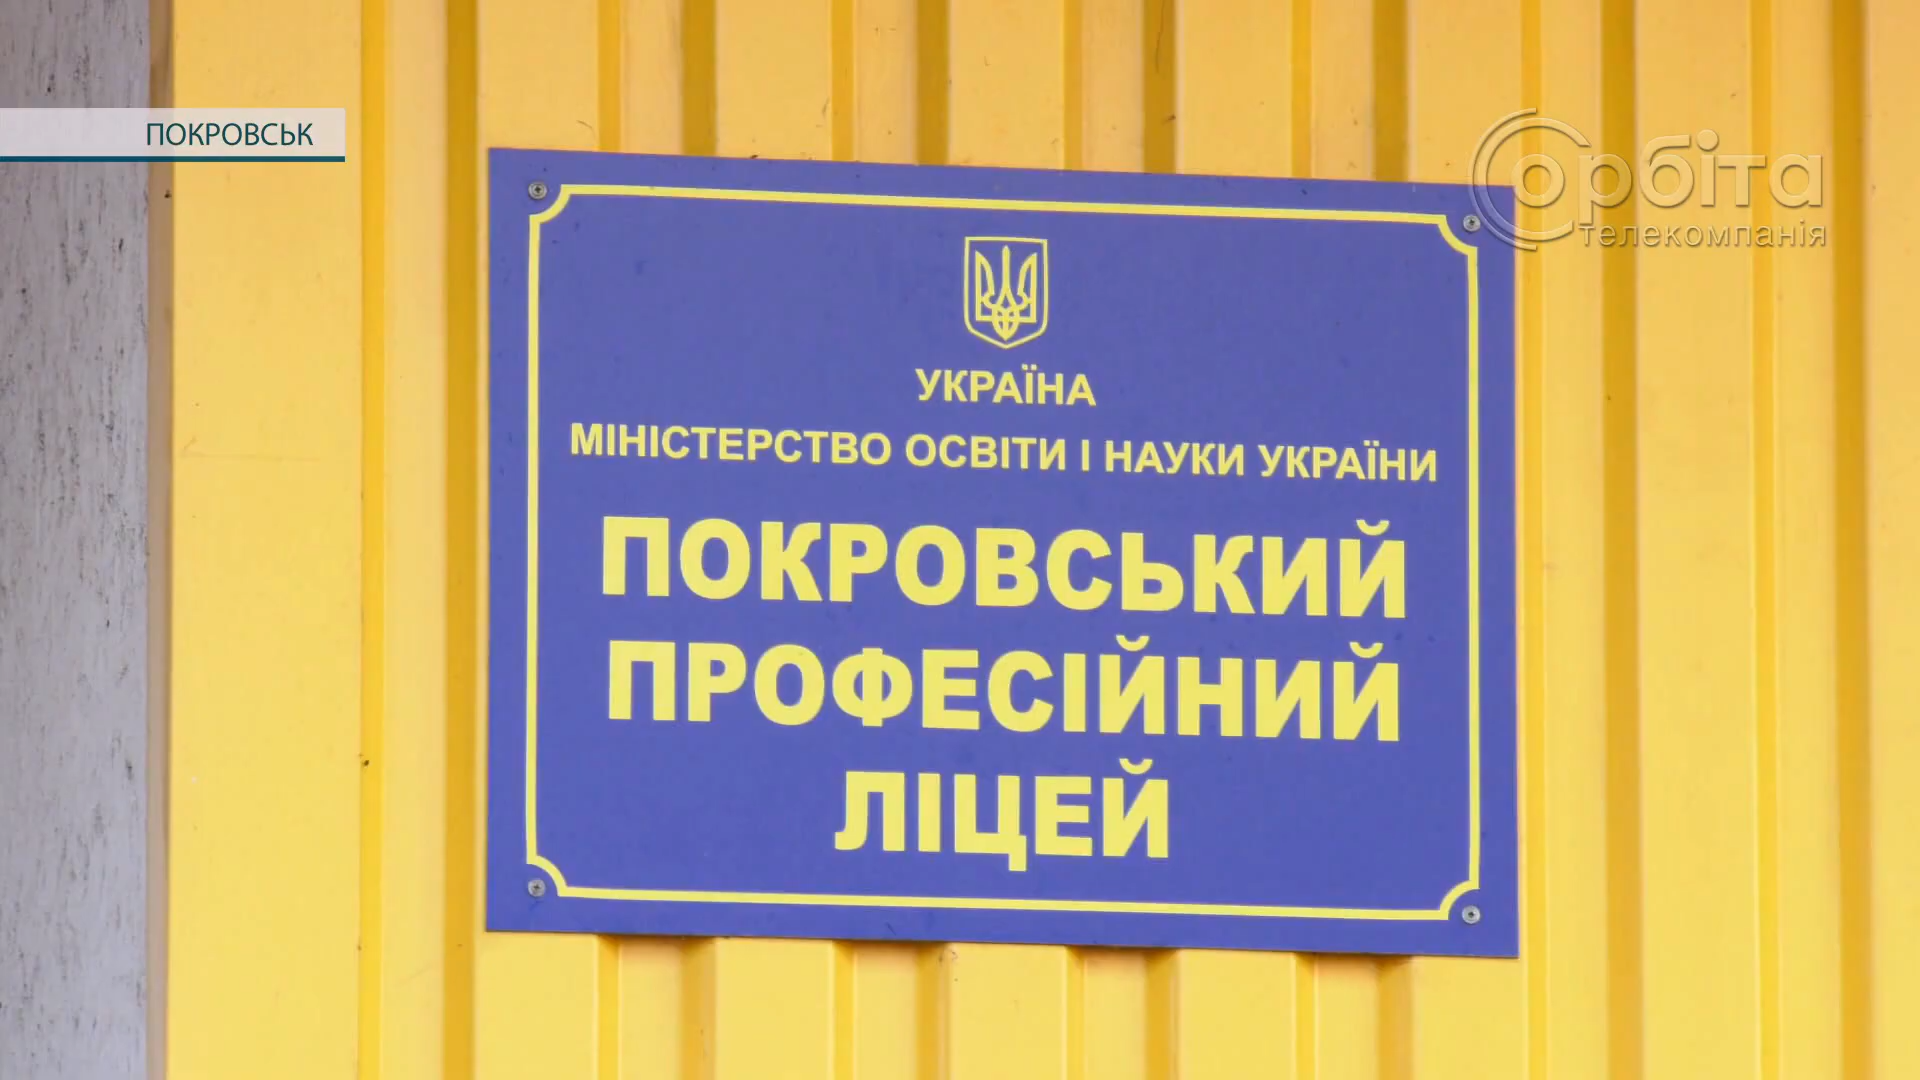 ПОКРОВСЬК
орбіта
телекомпанія
УКРАЇНА
МІНІСТЕРСТВО ОСВІТИ І НАУКИ УКРАЇНИ
ПОКРОВСЬКИЙ
ПРОФЕСІЙНИЙ
ЛІЦЕЙ